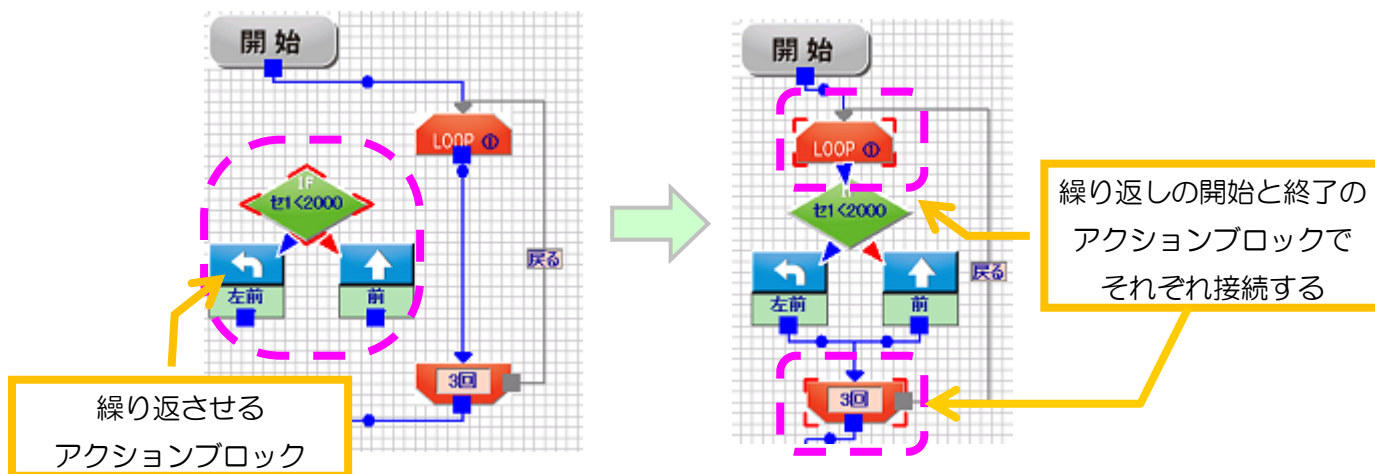 開始
LOOP ①
IF
セ1<2000
左前
前
戻る
3回
繰り返させる
アクションブロック
開始
LOOP ①
セ1<2000
左前
前
戻る
3回
繰り返しの開始と終了の
アクションブロックで
それぞれ接続する